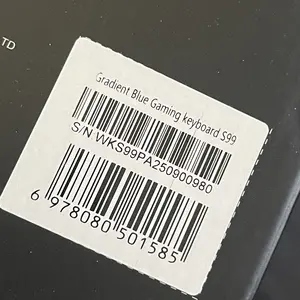 TD
Gradient Blue Gaming keyboard S99
S/N WKS99PA250900980
6 978080 501585